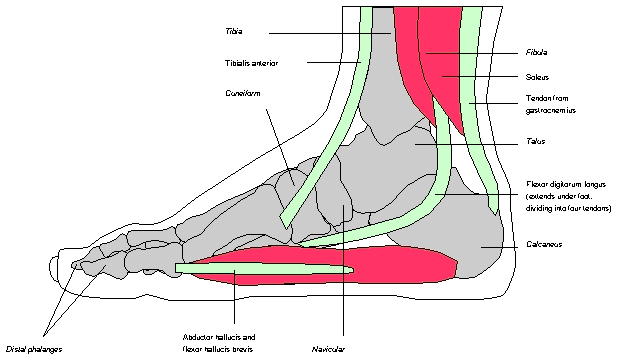 Tibia
Tibialis anterior
Cuneiform
Fibula
Soleus
Tendon from
gastrocnemius
Talus
Flexor digitorum longus
(extends under foot,
dividing into four tendons)
Calcaneus
Distal phalanges
Abductor hallucis and
flexor hallucis brevis
Navicular